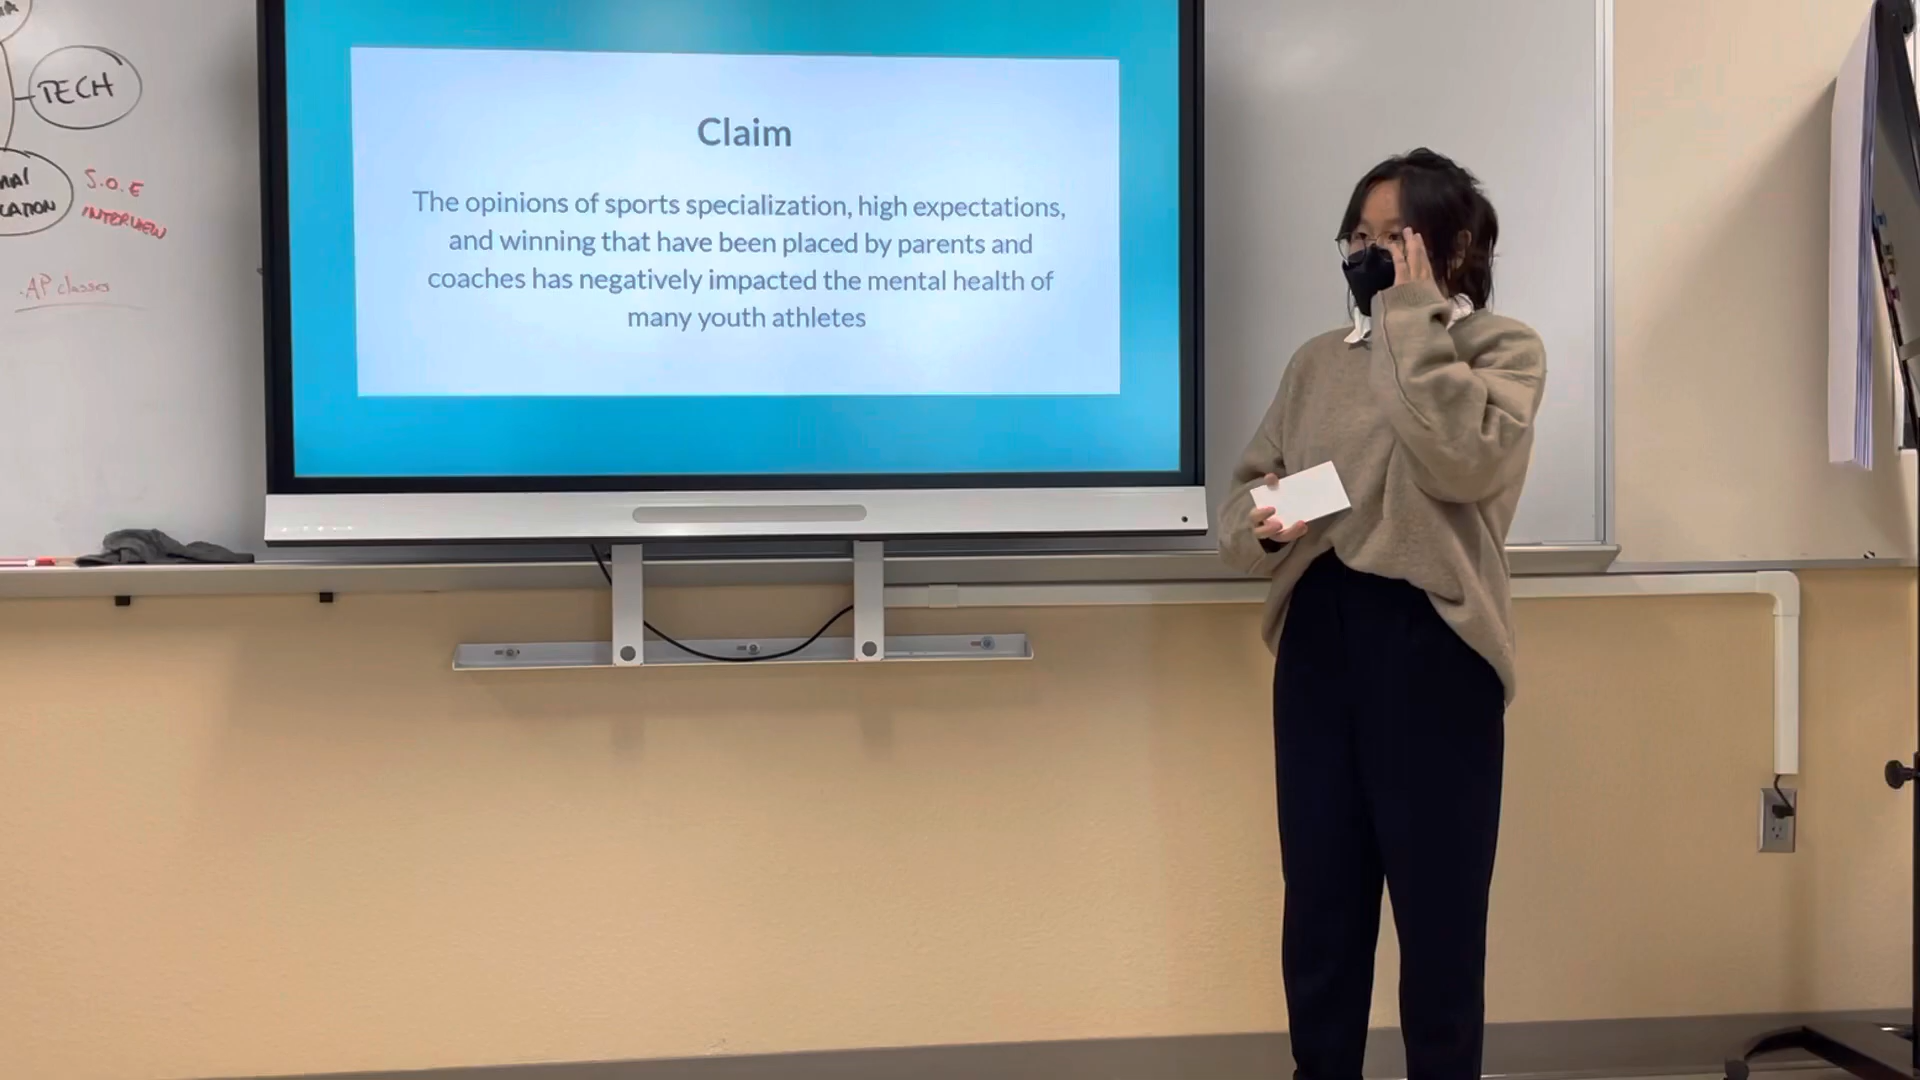 TECH
S.O.E
INTERVIEW
.AP classes
Claim
The opinions of sports specialization, high expectations,
and winning that have been placed by parents and
coaches has negatively impacted the mental health of
many youth athletes